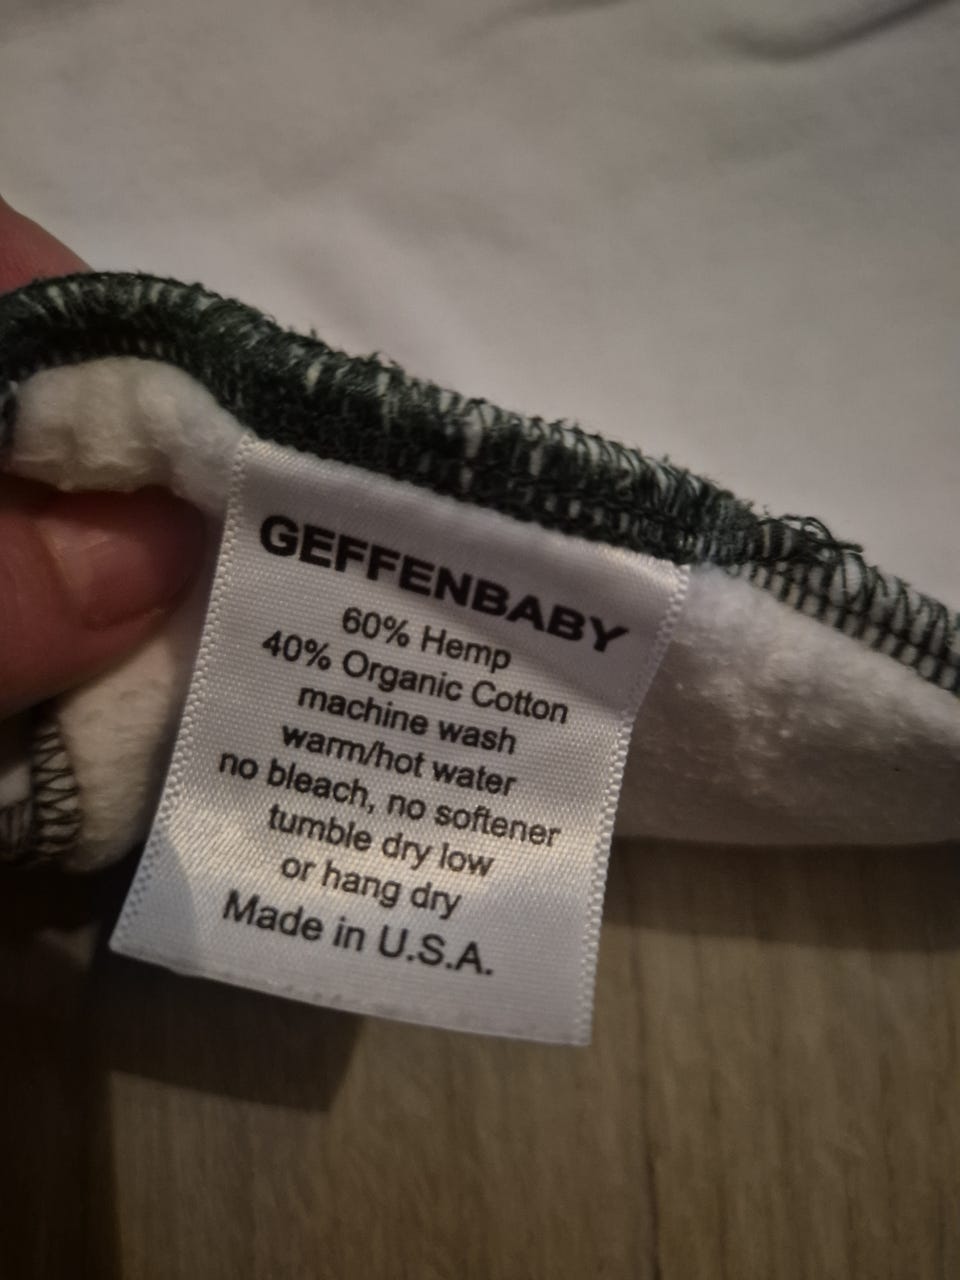 GEFFENBABY
60% Hemp
40% Organic Cotton
machine wash
warm/hot water
no bleach, no softener
tumble dry low
or hang dry
Made in U.S.A.